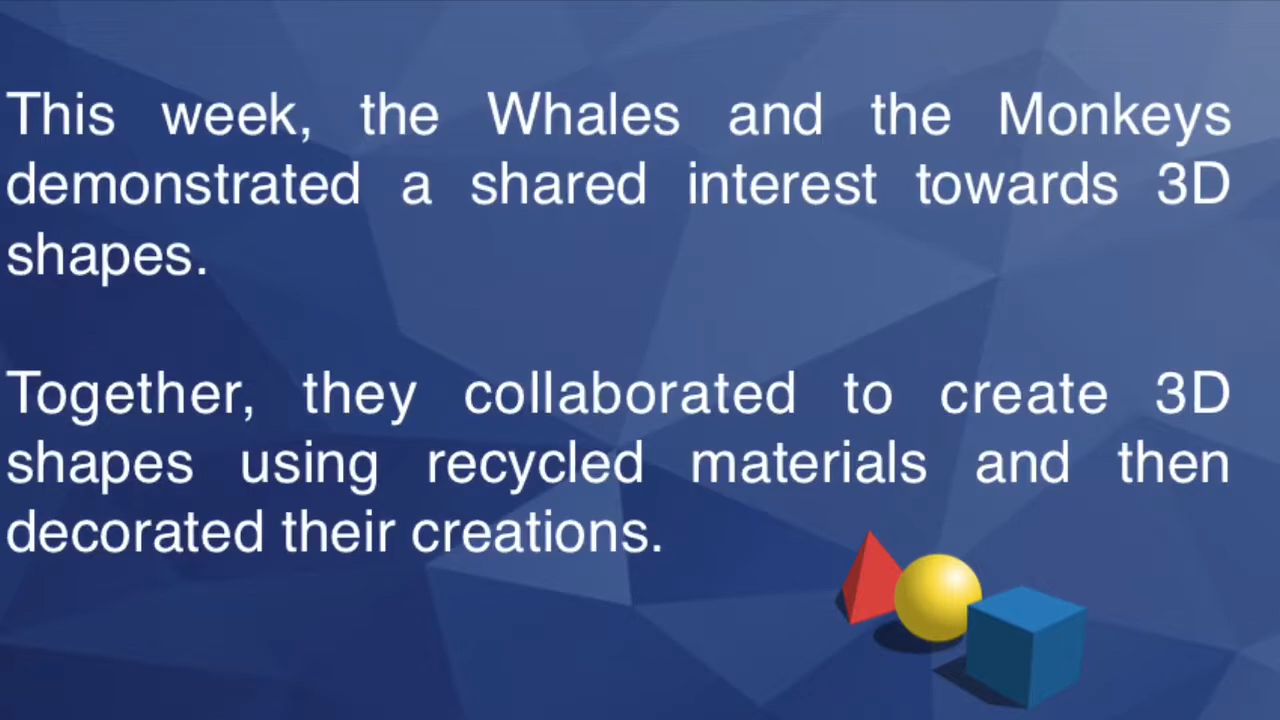 This week, the Whales and the Monkeys
demonstrated a shared interest towards 3D
shapes.
Together, they collaborated to create 3D
shapes using recycled materials and then
decorated their creations.